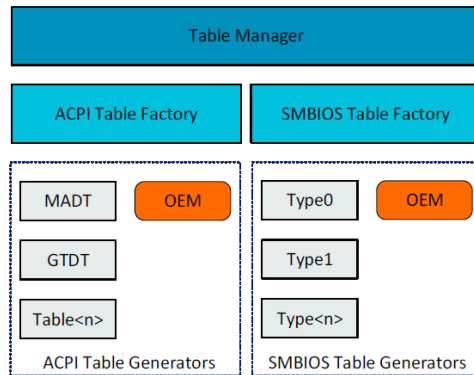 Table Manager
ACPI Table Factory
SMBIOS Table Factory
MADT
OEM
GTDT
Table<n>
ACPI Table Generators
Type0
OEM
Type1
Type<n>
SMBIOS Table Generators